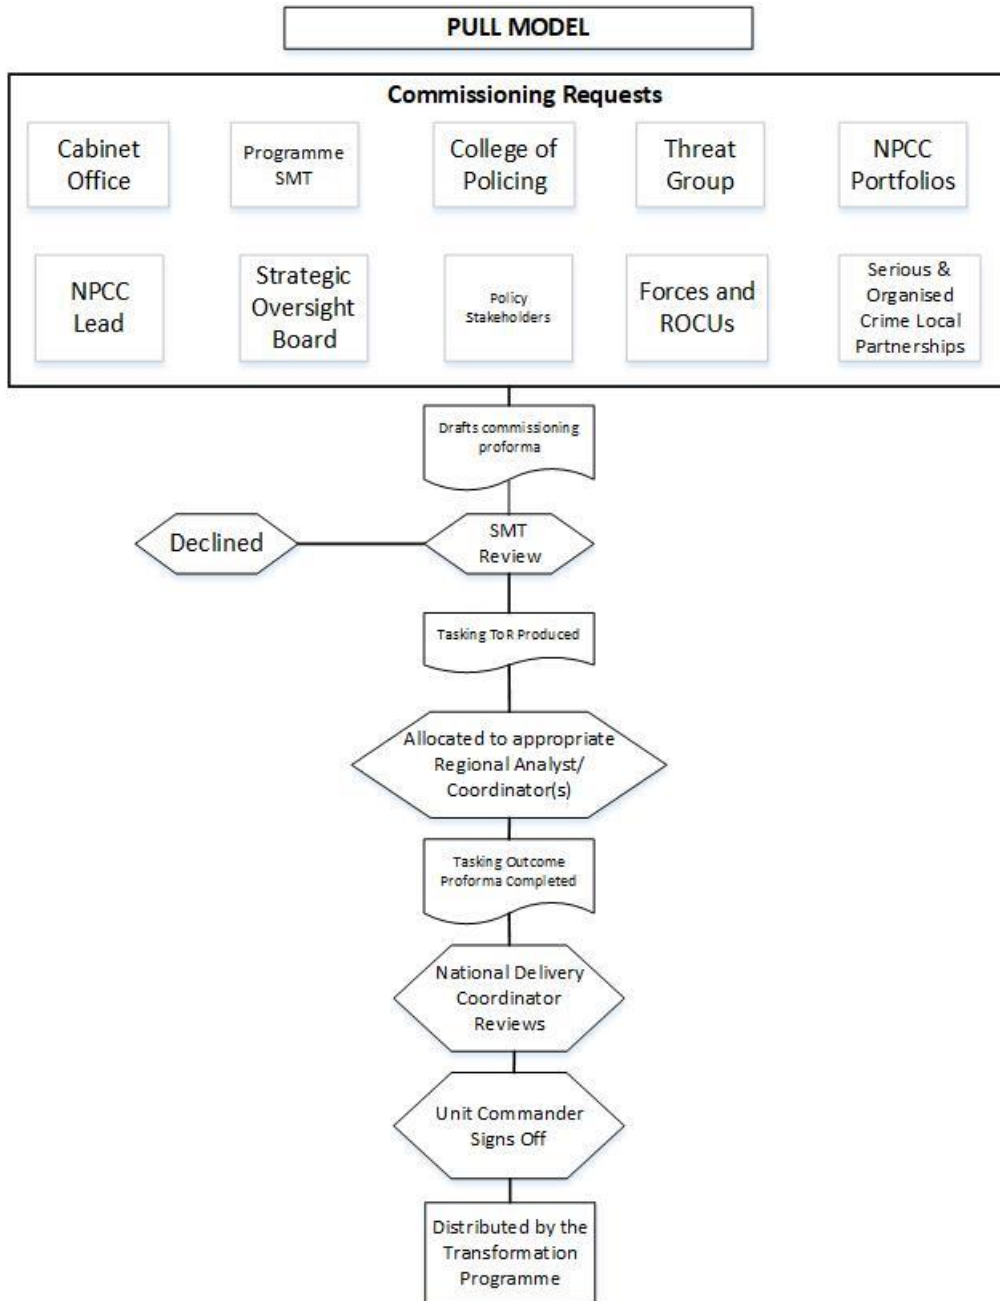 PULL MODEL
Commissioning Requests
Cabinet
Office
Programme
SMT
College of
Policing
Threat
Group
NPCC
Portfolios
NPCC
Lead
Strategic
Oversight
Board
Policy
Stakeholders
Forces and
ROCUs
Serious &
Organised
Crime Local
Partnerships
Drafts commissioning
proforma
Declined
SMT
Review
Tasking ToR Produced
Allocated to appropriate
Regional Analyst/
Coordinator(s)
Tasking Outcome
Proforma Completed
National Delivery
Coordinator
Reviews
Unit Commander
Signs Off
Distributed by the
Transformation
Programme